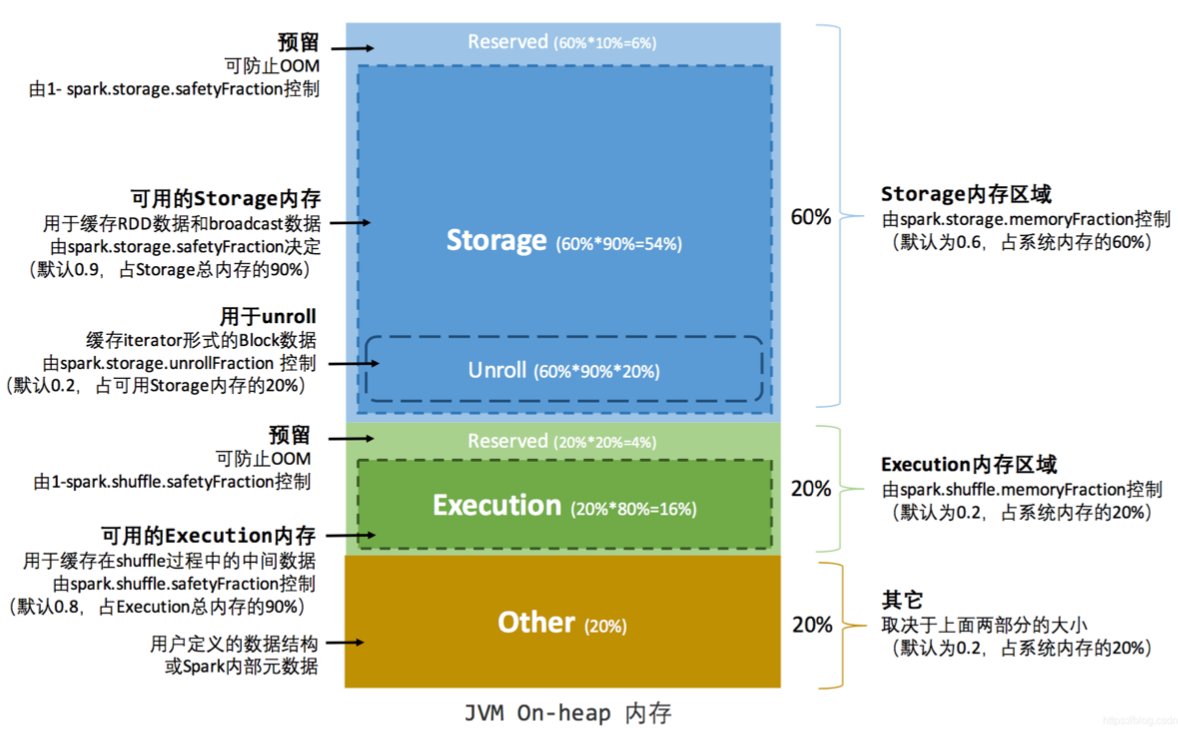 预留
可防止OOM
由1- spark.storage.safetyFraction控制
可用的Storage内存
用于缓存RDD数据和broadcast数据
由spark.storage.safetyFraction决定
（默认0.9，占Storage总内存的90%）
用于unroll
缓存iterator形式的Block数据
由spark.storage.unrollFraction 控制
（默认0.2，占可用Storage内存的20%）
预留
可防止OOM
由1-spark.shuffle.safetyFraction控制
可用的Execution内存
用于缓存在shuffle过程中的中间数据
由spark.shuffle.safetyFraction控制
（默认0.8，占Execution总内存的90%）
用户定义的数据结构
或Spark内部元数据
Reserved (60%*10%=6%)
Storage (60%*90%=54%)
Unroll (60%*90%*20%)
Reserved (20%*20%=4%)
Execution (20%*80%=16%)
Other (20%)
JVM On-heap 内存
60%
Storage内存区域
由spark.storage.memoryFraction控制
（默认为0.6，占系统内存的60%）
20%
Execution内存区域
由spark.shuffle.memoryFraction控制
（默认为0.2，占系统内存的20%）
20%
其它
取决于上面两部分的大小
（默认为0.2，占系统内存的20%）